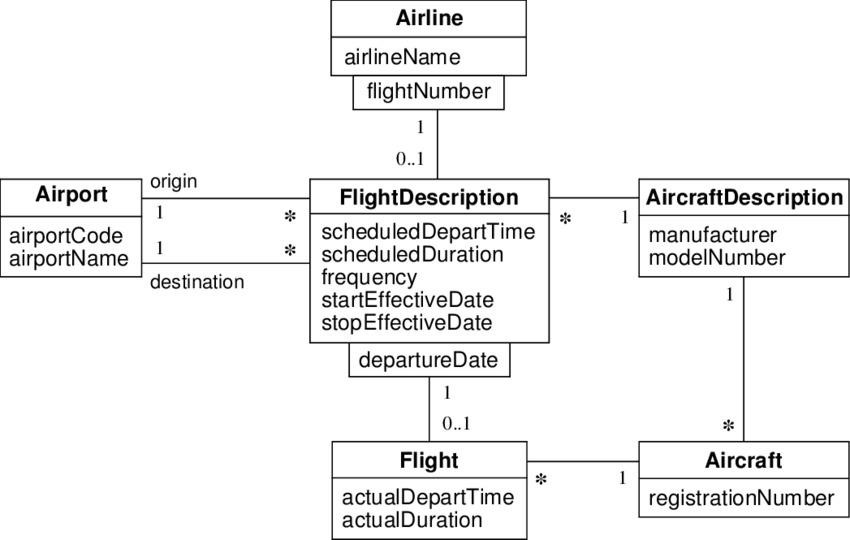 Airline
airlineName
flightNumber
1
0..1
Airport
airportCode
airportName
origin
1
*
1
*
destination
FlightDescription
scheduledDepartTime
scheduledDuration
frequency
startEffectiveDate
stopEffectiveDate
departureDate
*
1
AircraftDescription
manufacturer
modelNumber
1
*
1
0..1
Flight
actualDepartTime
actualDuration
*
1
Aircraft
registrationNumber